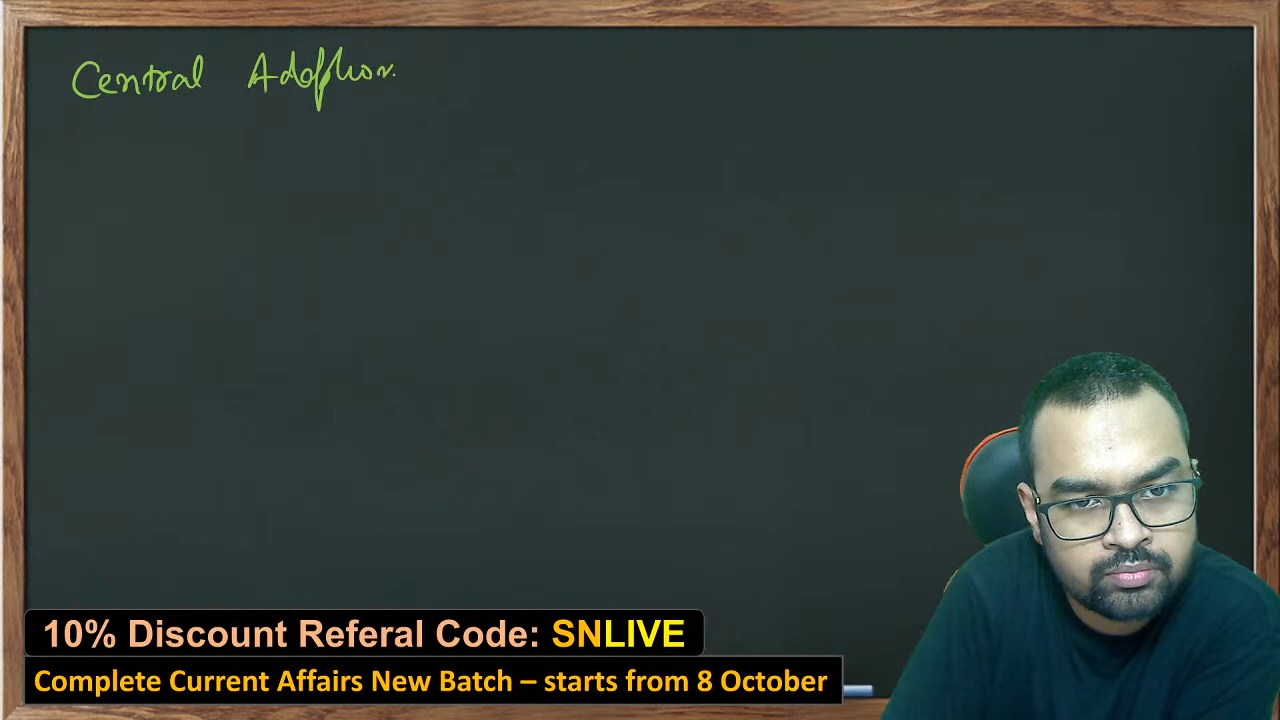 Central Adoption
10% Discount Referal Code: SNLIVE
Complete Current Affairs New Batch – starts from 8 October